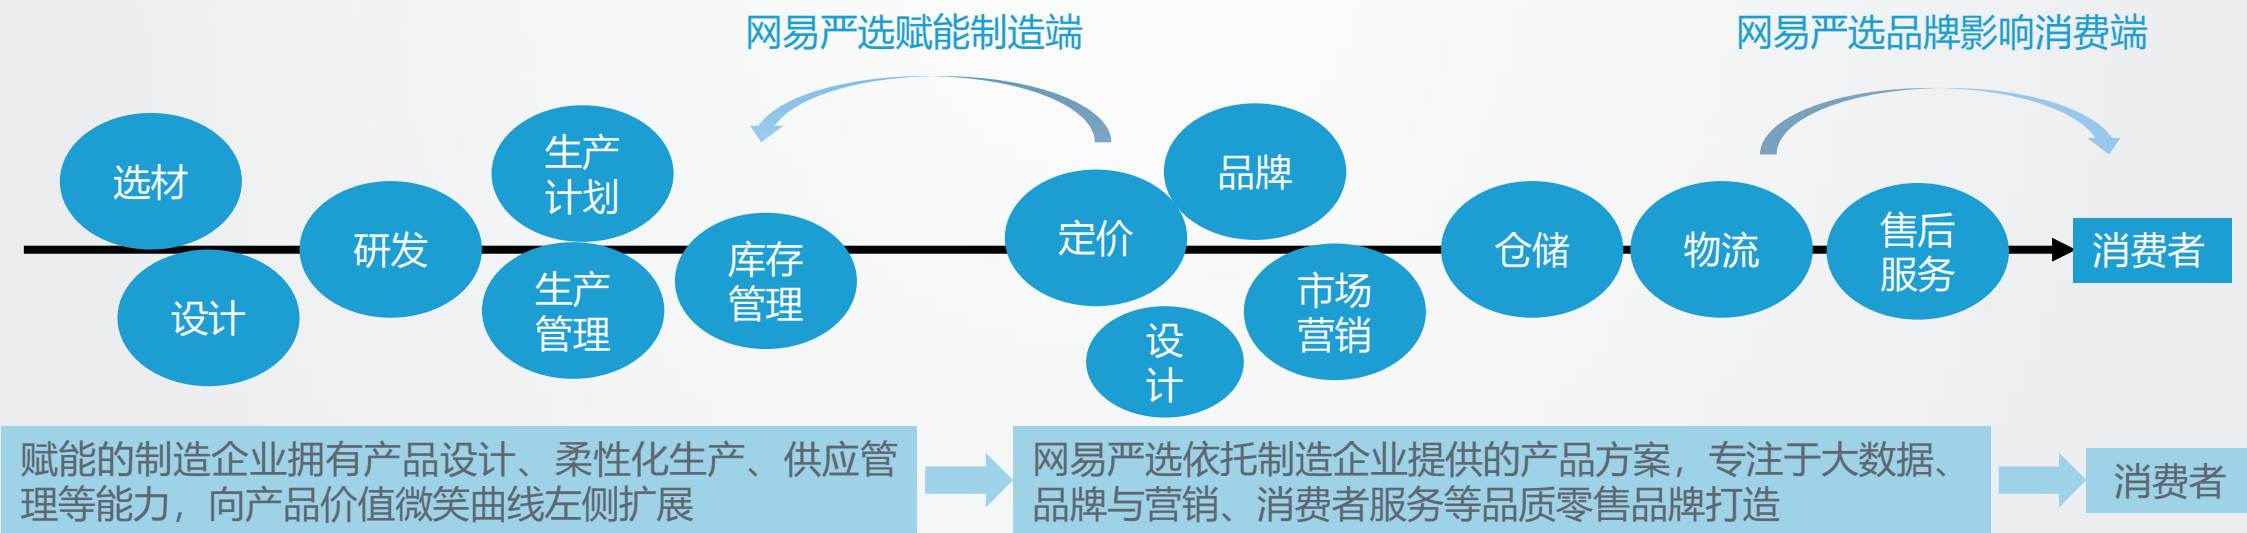 网易严选赋能制造端
网易严选品牌影响消费端
选材
设计
研发
生产
计划
生产
管理
库存
管理
定价
品牌
设
计
市场
营销
仓储
物流
售后
服务
消费者
赋能的制造企业拥有产品设计、柔性化生产、供应管
理等能力，向产品价值微笑曲线左侧扩展
网易严选依托制造企业提供的产品方案，专注于大数据、
品牌与营销、消费者服务等品质零售品牌打造
消费者